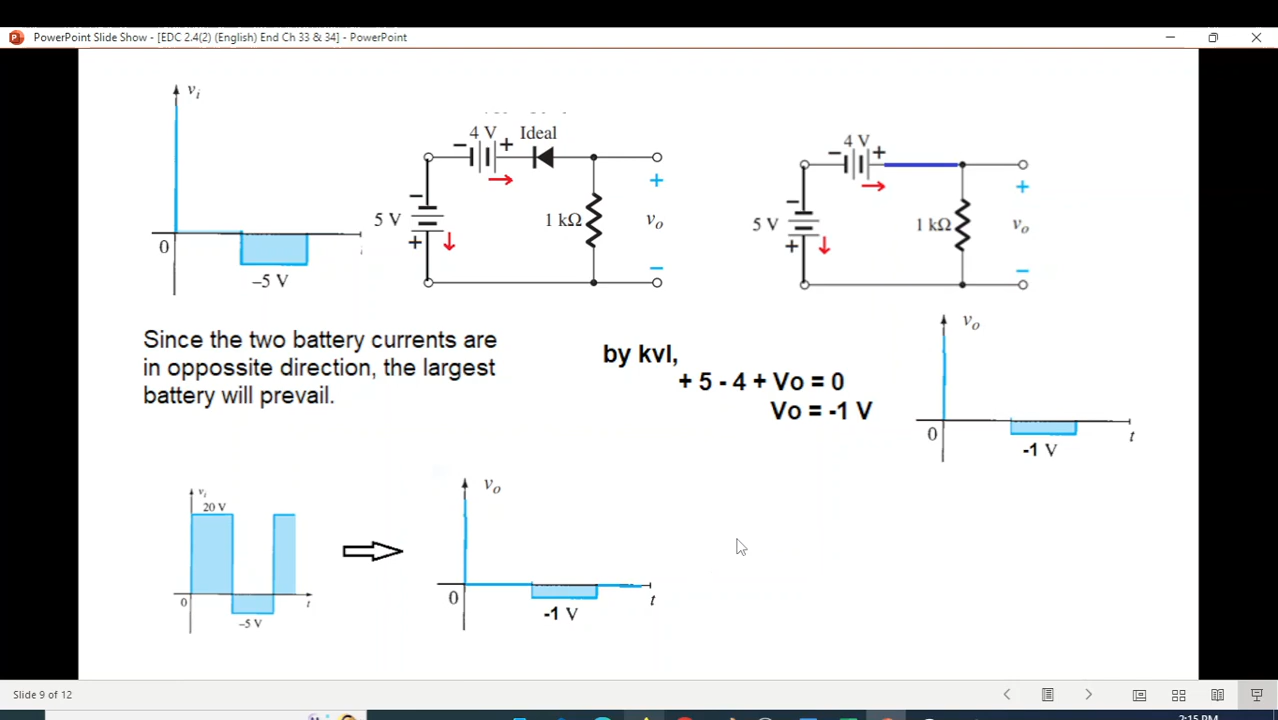 PowerPoint Slide Show - [EDC 2.4(2) (English) End Ch 33 & 34] - PowerPoint
vi
0
–5 V
4 V Ideal
− +
−
5 V
+
1 kΩ
+
vo
−
4 V
− +
−
5 V
+
1 kΩ
+
vo
−
Since the two battery currents are
in oppossite direction, the largest
battery will prevail.
by kvl,
+ 5 - 4 + Vo = 0
Vo = -1 V
vo
0
t
-1 V
vi
20 V
0
t
–5 V
vo
0
t
-1 V
Slide 9 of 12